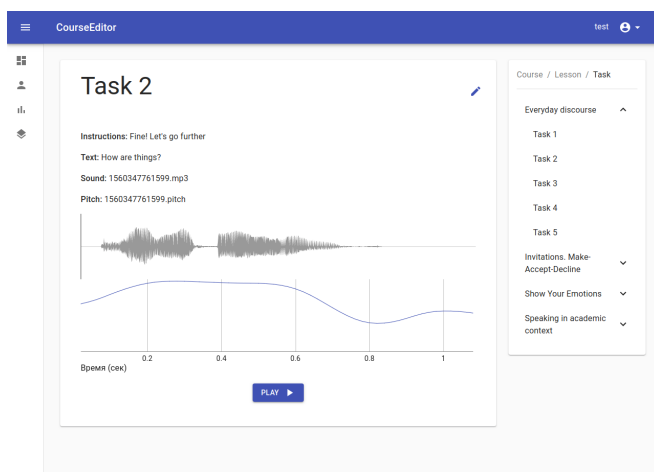 CourseEditor
test
Task 2
Instructions: Fine! Let's go further
Text: How are things?
Sound: 1560347761599.mp3
Pitch: 1560347761599.pitch
0.2 0.4 0.6 0.8 1
Время (сек)
PLAY
Course / Lesson / Task
Everyday discourse
Task 1
Task 2
Task 3
Task 4
Task 5
Invitations. Make-
Accept-Decline
Show Your Emotions
Speaking in academic
context